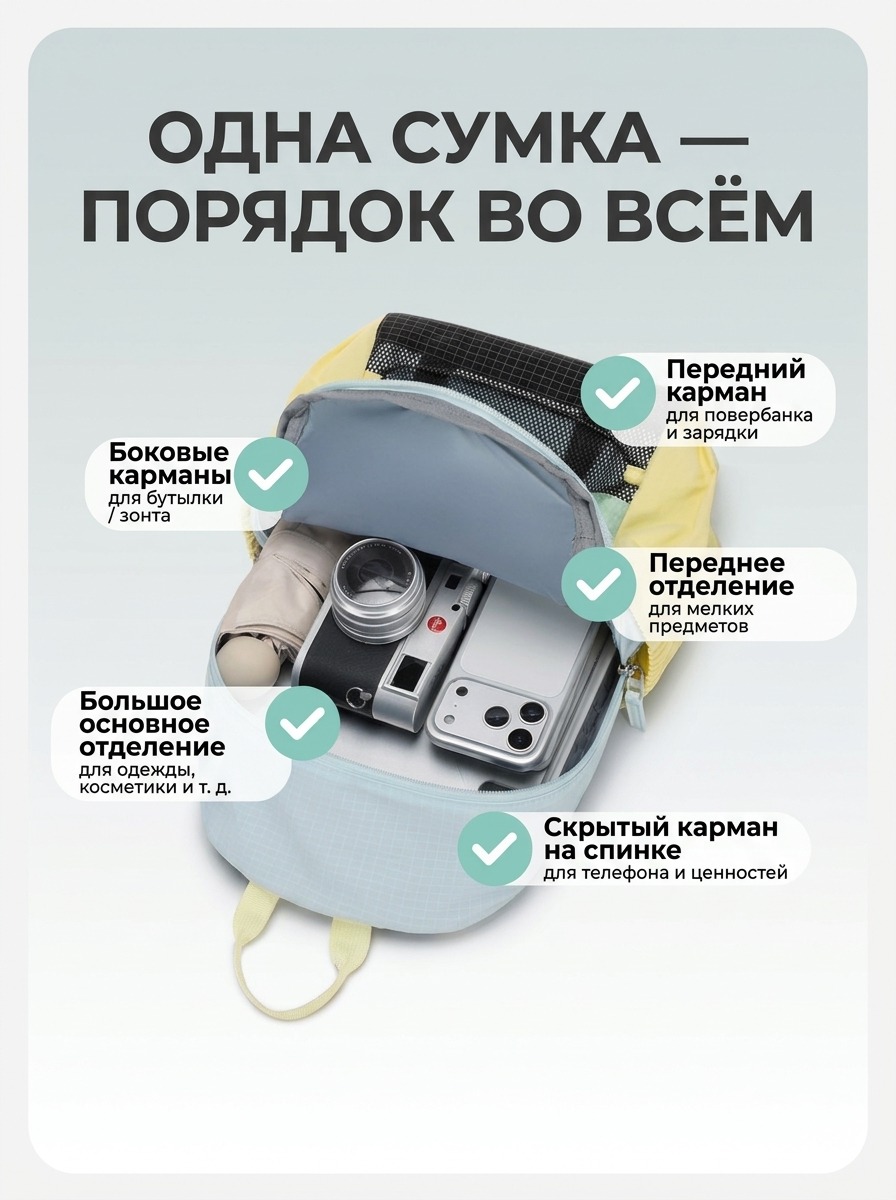 ОДНА СУМКА —
ПОРЯДОК ВО ВСЁМ
Передний
карман
для повербанка
и зарядки
Боковые
карманы
для бутылки
/ зонта
Переднее
отделение
для мелких
предметов
Большое
основное
отделение
для одежды,
косметики и т. д.
Скрытый карман
на спинке
для телефона и ценностей